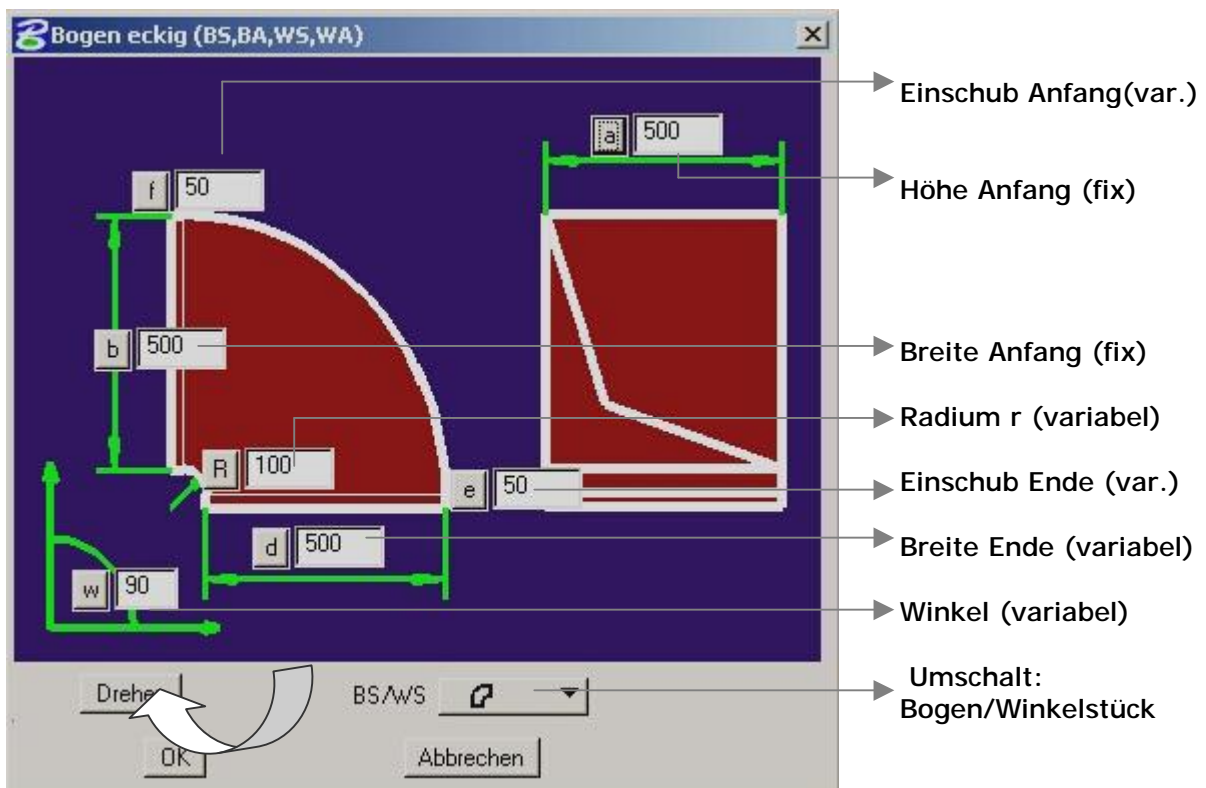 Bogen eckig (BS,BA,WS,WA)
Einschub Anfang(var.)
a 500
f 50
Höhe Anfang (fix)
b 500
Breite Anfang (fix)
R 100
Radium r (variabel)
e 50
Einschub Ende (var.)
d 500
Breite Ende (variabel)
w 90
Winkel (variabel)
Drehe
BS/WS
Umschalt:
Bogen/Winkelstück
OK
Abbrechen